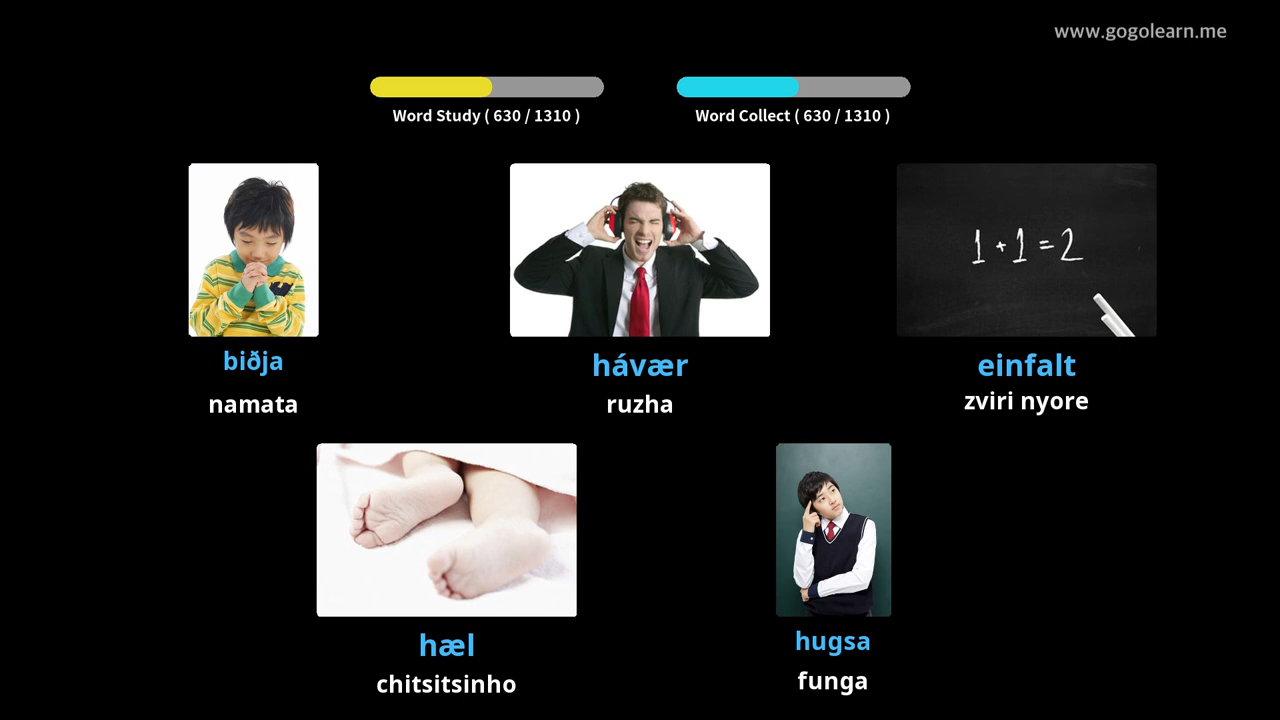 www.gogolearn.me
Word Study ( 630 / 1310 )
Word Collect ( 630 / 1310 )
1 + 1 = 2
biðja
namata
hávær
ruzha
einfalt
zviri nyore
hæl
chitsitsinho
hugsa
funga